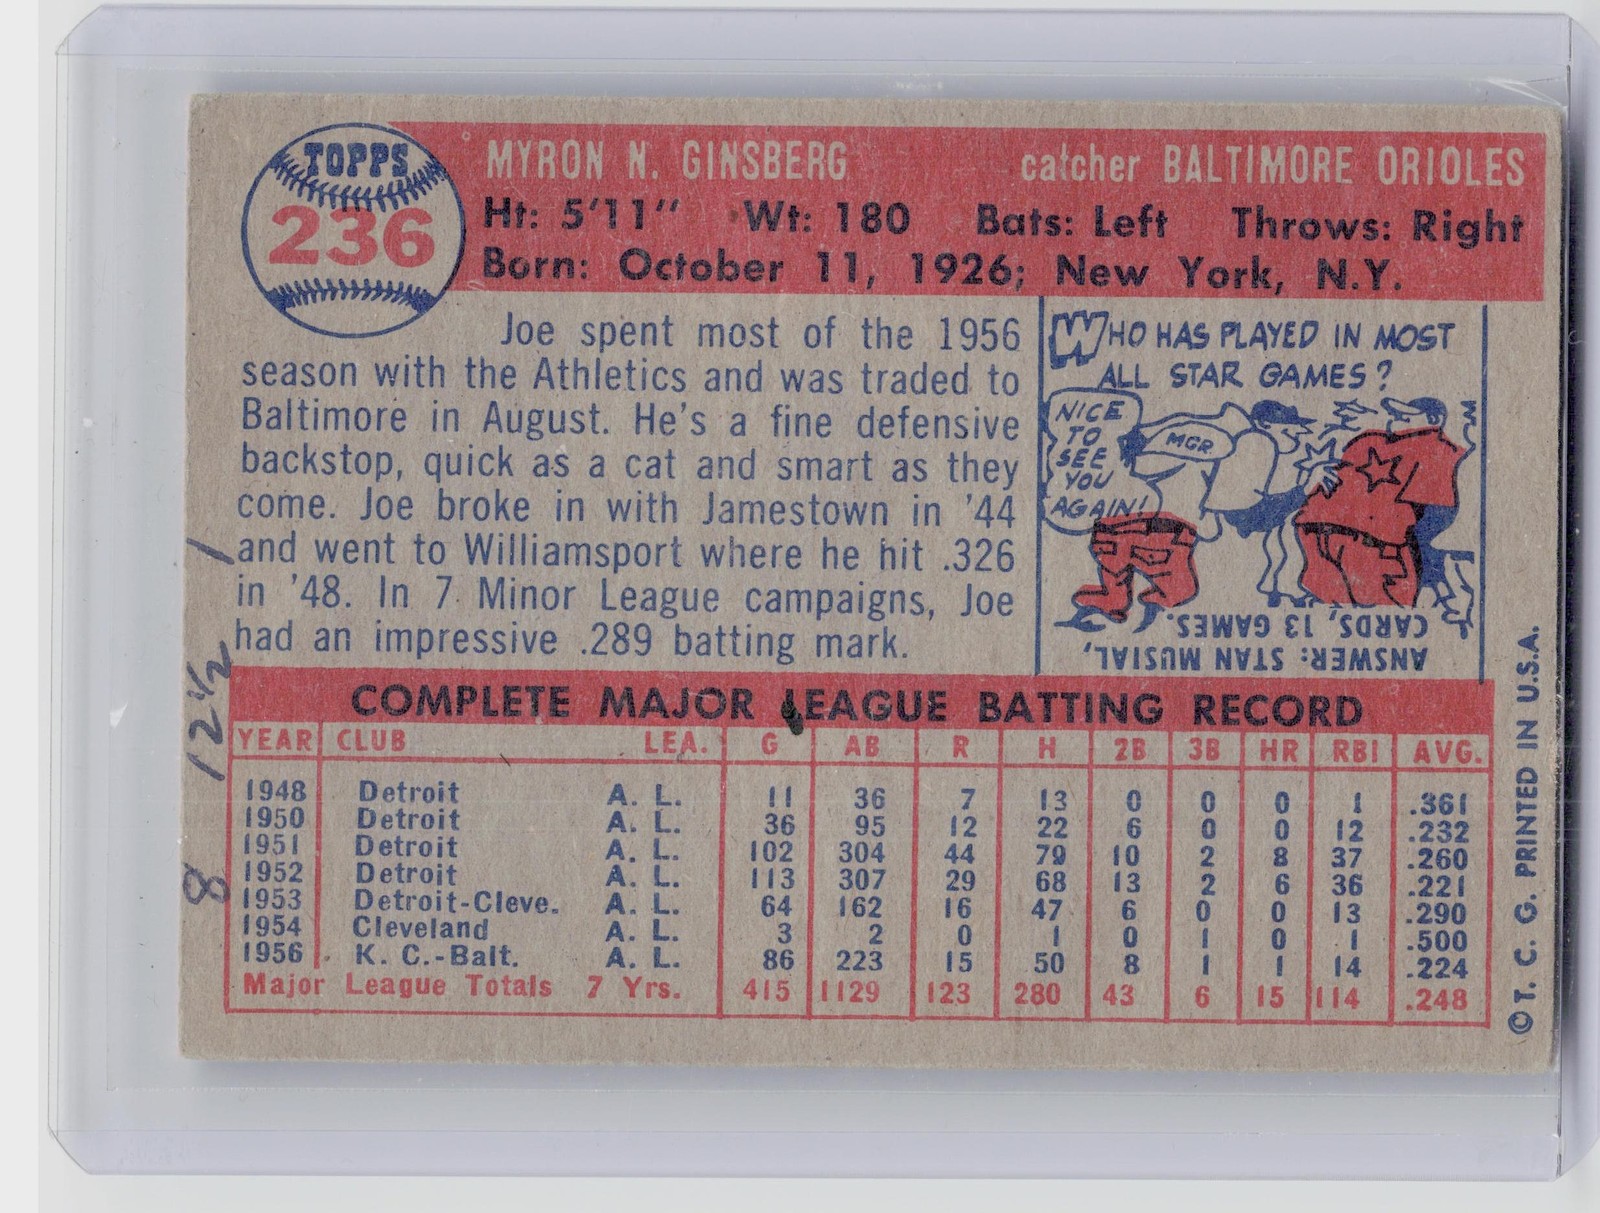 TOPPS
236
MYRON N. GINSBERG catcher BALTIMORE ORIOLES
Ht: 5'11" Wt: 180 Bats: Left Throws: Right
Born: October 11, 1926; New York, N.Y.
Joe spent most of the 1956
season with the Athletics and was traded to
Baltimore in August. He's a fine defensive
backstop, quick as a cat and smart as they
come. Joe broke in with Jamestown in '44
and went to Williamsport where he hit .326
in '48. In 7 Minor League campaigns, Joe
had an impressive .289 batting mark.
WHO HAS PLAYED IN MOST
ALL STAR GAMES?
NICE
TO
SEE
YOU
AGAIN!
MGR
ANSWER: STAN MUSIAL,
CARDS, 13 GAMES.
COMPLETE MAJOR LEAGUE BATTING RECORD
YEAR CLUB LEA. G AB R H 2B 3B HR RBI AVG.
1948 Detroit A. L. 11 36 7 13 0 0 0 1 .361
1950 Detroit A. L. 36 95 12 22 6 0 0 12 .232
1951 Detroit A. L. 102 304 44 79 10 2 8 37 .260
1952 Detroit A. L. 113 307 29 68 13 2 6 36 .221
1953 Detroit-Cleve. A. L. 64 162 16 47 6 0 0 13 .290
1954 Cleveland A. L. 3 2 0 1 0 1 0 1 .500
1956 K. C.-Balt. A. L. 86 223 15 50 8 1 1 14 .224
Major League Totals 7 Yrs. 415 1129 123 280 43 6 15 114 .248
© T. C. G. PRINTED IN U.S.A.
8 12½ /